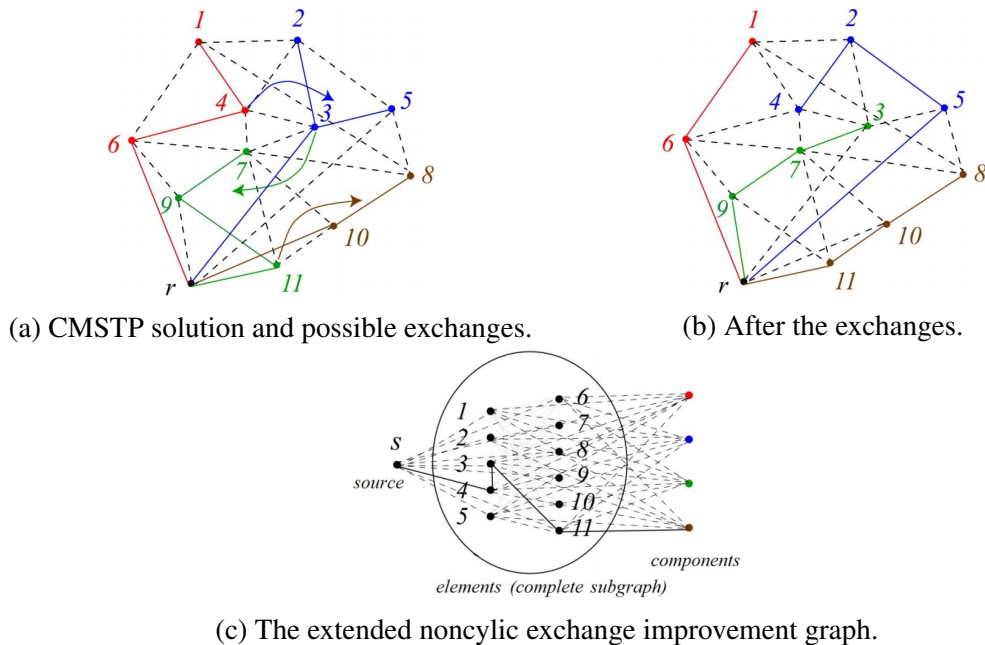 1 2
4 3 5
6 7 8
9 10
r 11
1 2
4 3 5
6 7 8
9 10
r 11
(a) CMSTP solution and possible exchanges.
(b) After the exchanges.
s
source
1 6
2 7
3 8
4 9
5 10
11
components
elements (complete subgraph)
(c) The extended noncylic exchange improvement graph.